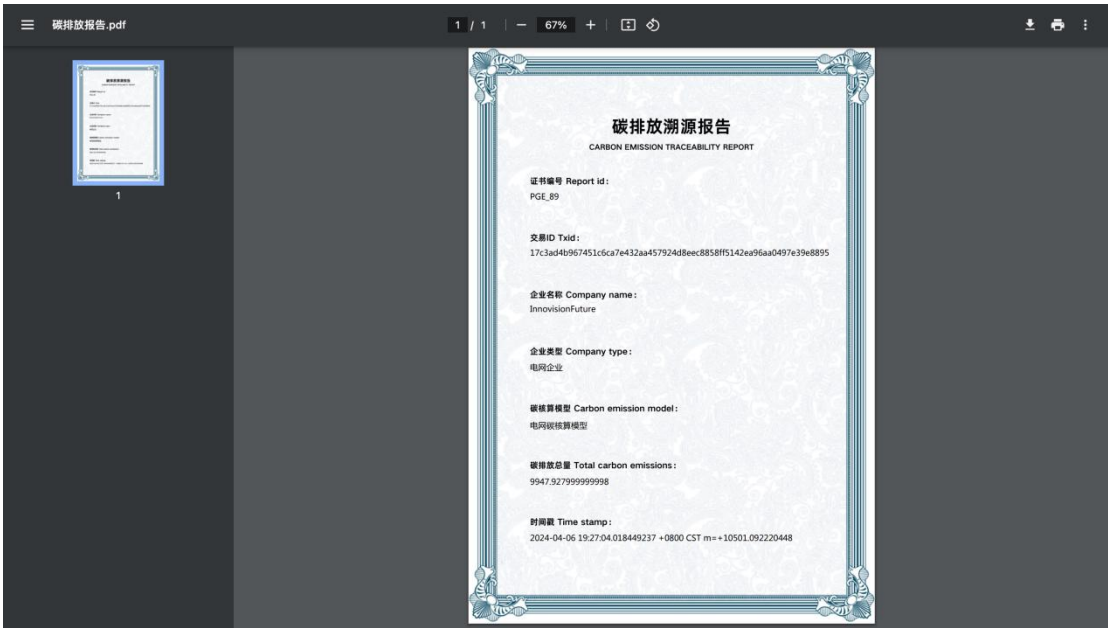 碳排放报告.pdf
1 / 1
67%
1
碳排放溯源报告
CARBON EMISSION TRACEABILITY REPORT
证书编号 Report id：
PGE_89
交易ID Txid：
17c3ad4b967451c6ca7e432aa457924d8eec8858ff5142ea96aa0497e39e8895
企业名称 Company name：
InnovisionFuture
企业类型 Company type：
电网企业
碳核算模型 Carbon emission model：
电网碳核算模型
碳排放总量 Total carbon emissions：
9947.927999999998
时间戳 Time stamp：
2024-04-06 19:27:04.018449237 +0800 CST m=+10501.092220448